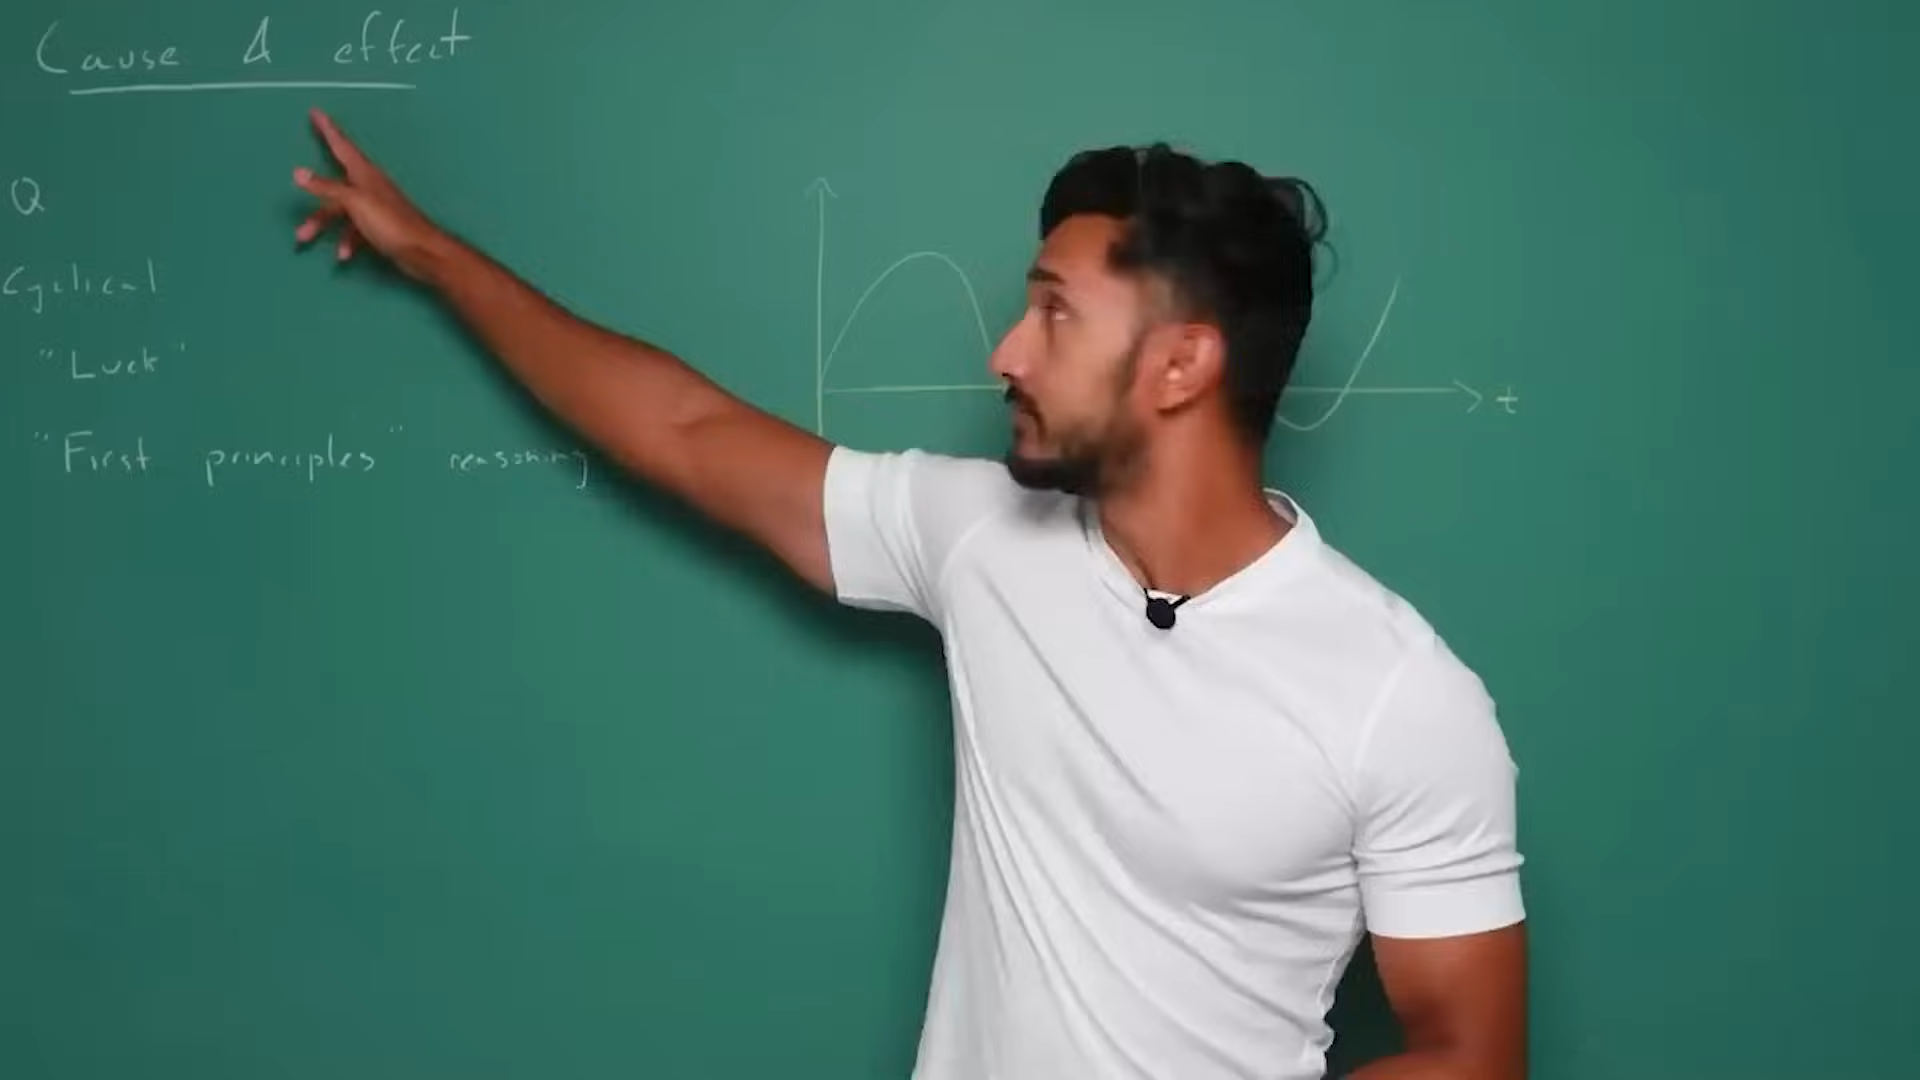 Cause & effect
Q
Cyclical
"Luck"
"First principles" reasoning
t